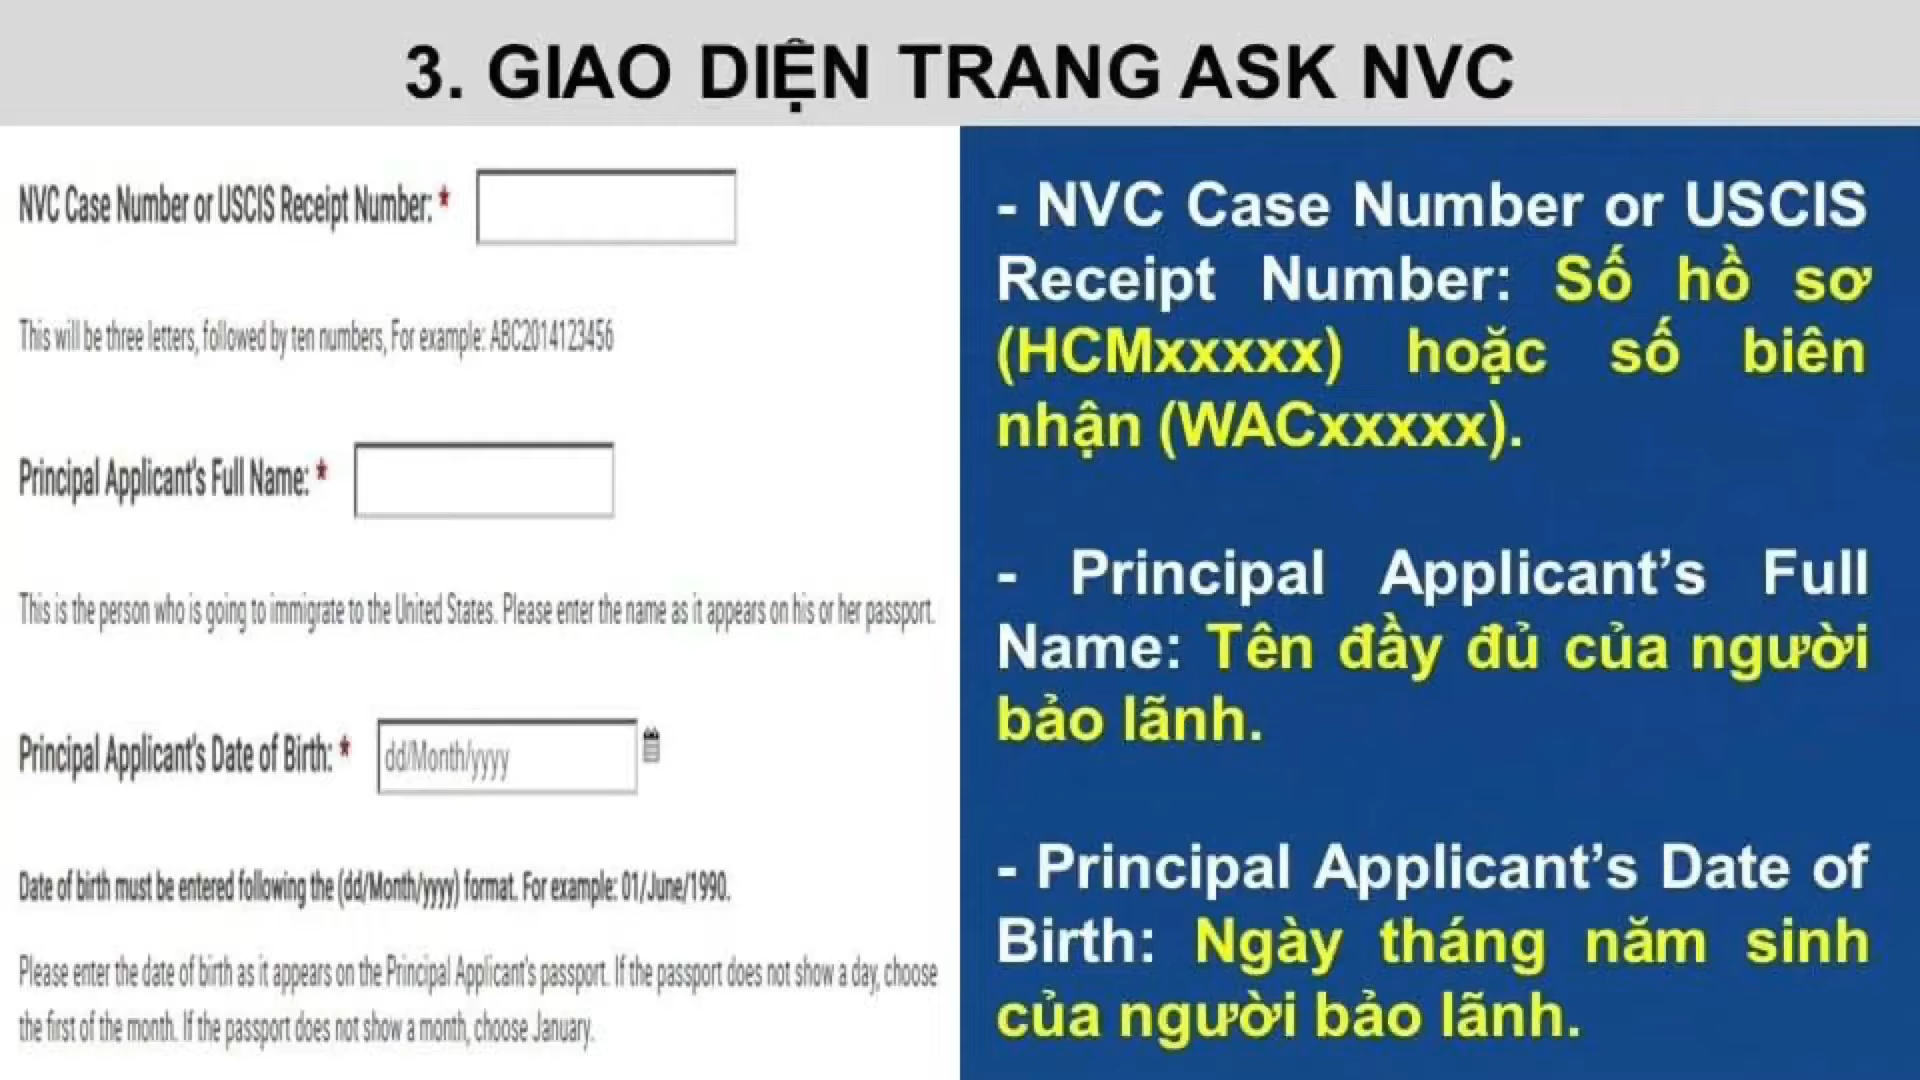 3. GIAO DIỆN TRANG ASK NVC
NVC Case Number or USCIS Receipt Number: *
This will be three letters, followed by ten numbers, For example: ABC2014123456
Principal Applicant's Full Name: *
This is the person who is going to immigrate to the United States. Please enter the name as it appears on his or her passport.
Principal Applicant's Date of Birth: *
dd/Month/yyyy
Date of birth must be entered following the (dd/Month/yyyy) format. For example: 01/June/1990.
Please enter the date of birth as it appears on the Principal Applicant's passport. If the passport does not show a day, choose
the first of the month. If the passport does not show a month, choose January.
- NVC Case Number or USCIS
Receipt Number: Số hồ sơ
(HCMxxxxx) hoặc số biên
nhận (WACxxxxx).
- Principal Applicant’s Full
Name: Tên đầy đủ của người
bảo lãnh.
- Principal Applicant’s Date of
Birth: Ngày tháng năm sinh
của người bảo lãnh.